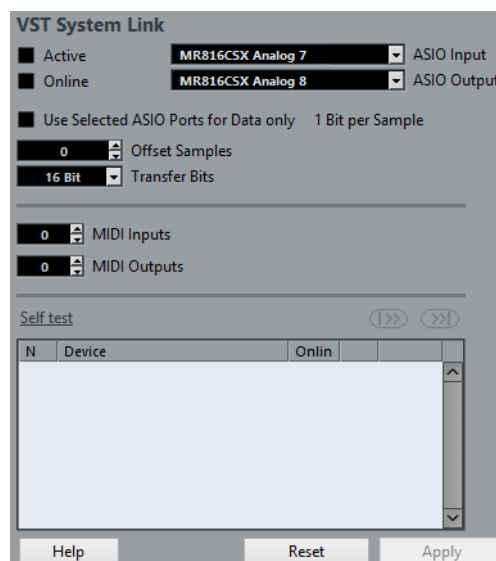 VST System Link
Active MR816CSX Analog 7 ASIO Input
Online MR816CSX Analog 8 ASIO Output
Use Selected ASIO Ports for Data only 1 Bit per Sample
0 Offset Samples
16 Bit Transfer Bits
0 MIDI Inputs
0 MIDI Outputs
Self test
N Device Onlin
Help Reset Apply